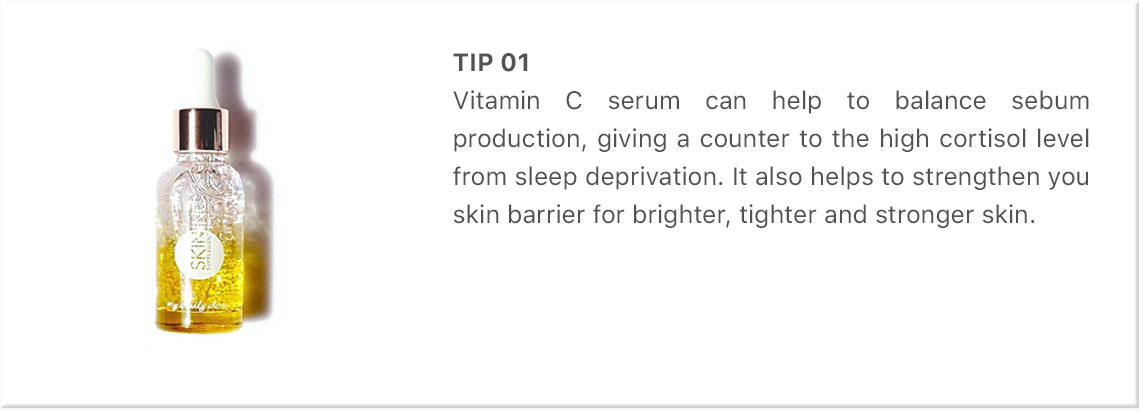 TIP 01
Vitamin C serum can help to balance sebum
production, giving a counter to the high cortisol level
from sleep deprivation. It also helps to strengthen you
skin barrier for brighter, tighter and stronger skin.
SKIN